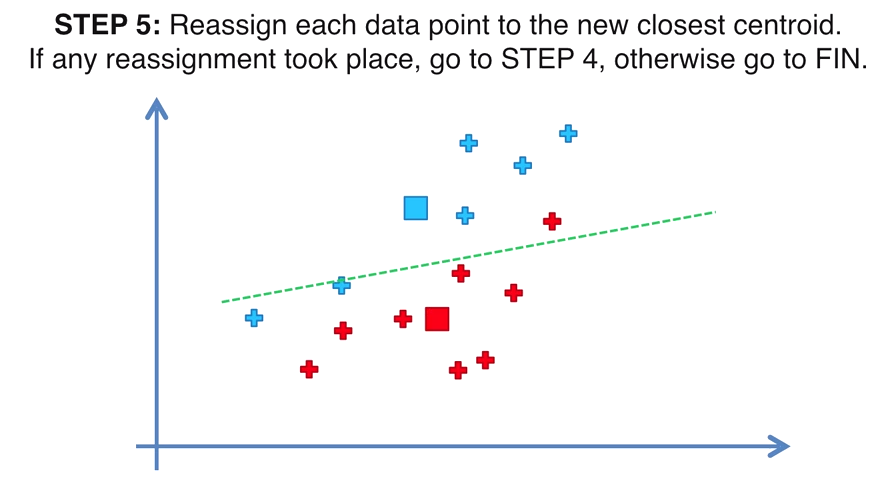 STEP 5: Reassign each data point to the new closest centroid.
If any reassignment took place, go to STEP 4, otherwise go to FIN.